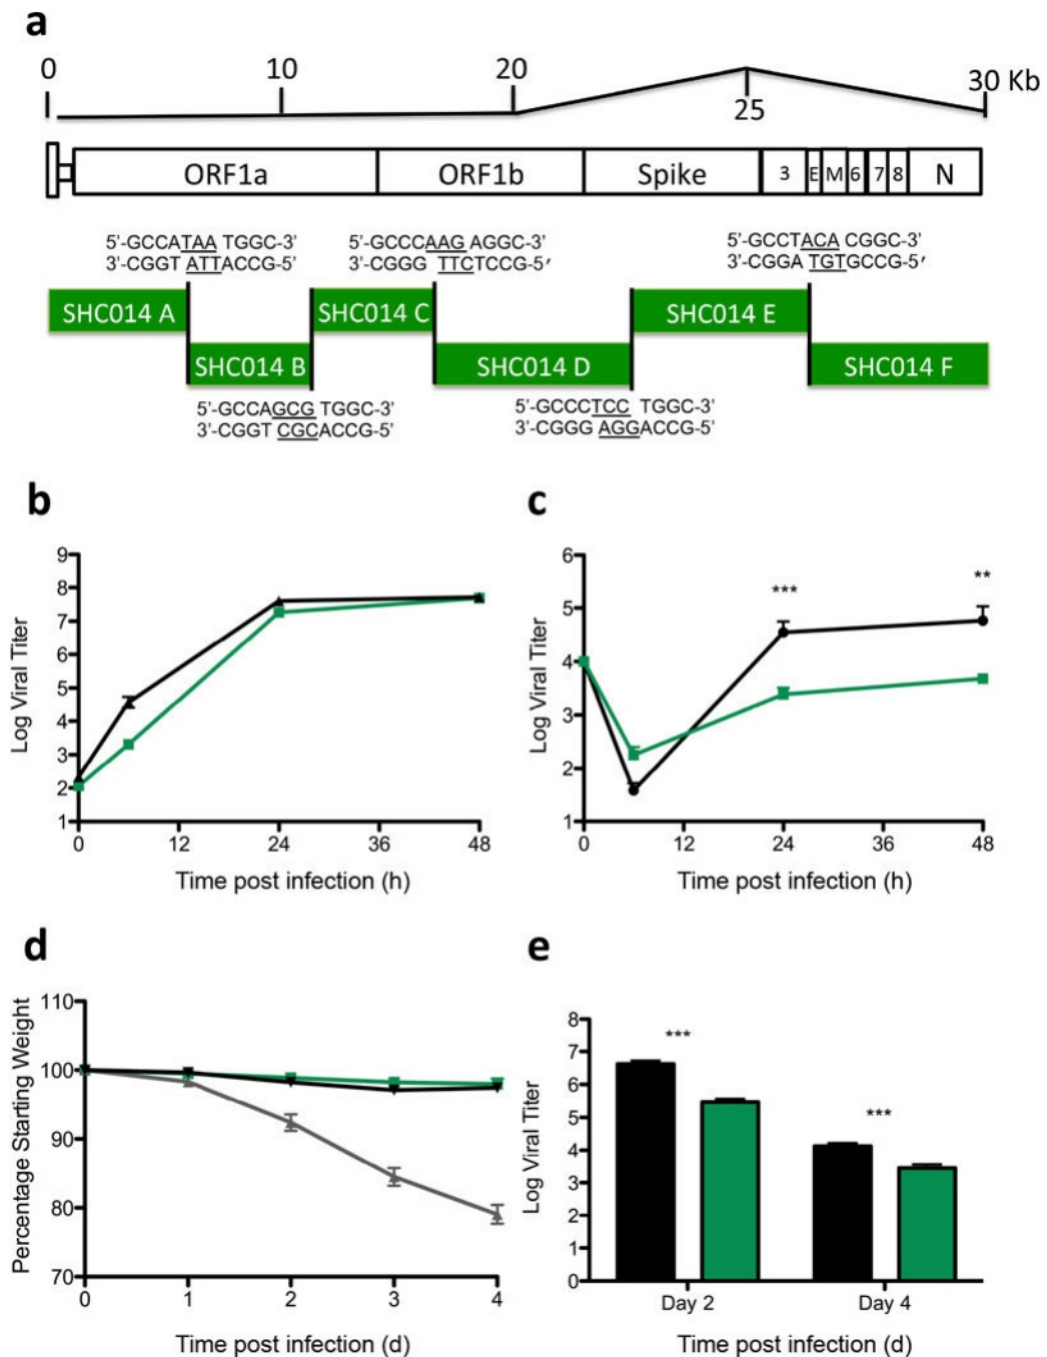 a
0 10 20 25 30 Kb
ORF1a ORF1b Spike 3 E M 6 7 8 N
5'-GCCATAA TGGC-3' 5'-GCCCAAG AGGC-3' 5'-GCCTACA CGGC-3'
3'-CGGT ATTACCG-5' 3'-CGGG TTCTCCG-5' 3'-CGGA TGTGCCG-5'
SHC014 A SHC014 C SHC014 E
SHC014 B SHC014 D SHC014 F
5'-GCCAGCG TGGC-3' 5'-GCCCTCC TGGC-3'
3'-CGGT CGCACCG-5' 3'-CGGG AGGACCG-5'
b
9
8
7
6
5
4
3
2
1
Log Viral Titer
0 12 24 36 48
Time post infection (h)
c
6
5
4
3
2
1
Log Viral Titer
*** **
0 12 24 36 48
Time post infection (h)
d
110
100
90
80
70
Percentage Starting Weight
0 1 2 3 4
Time post infection (d)
e
8
7
6
5
4
3
2
1
0
Log Viral Titer
***
***
Day 2 Day 4
Time post infection (d)